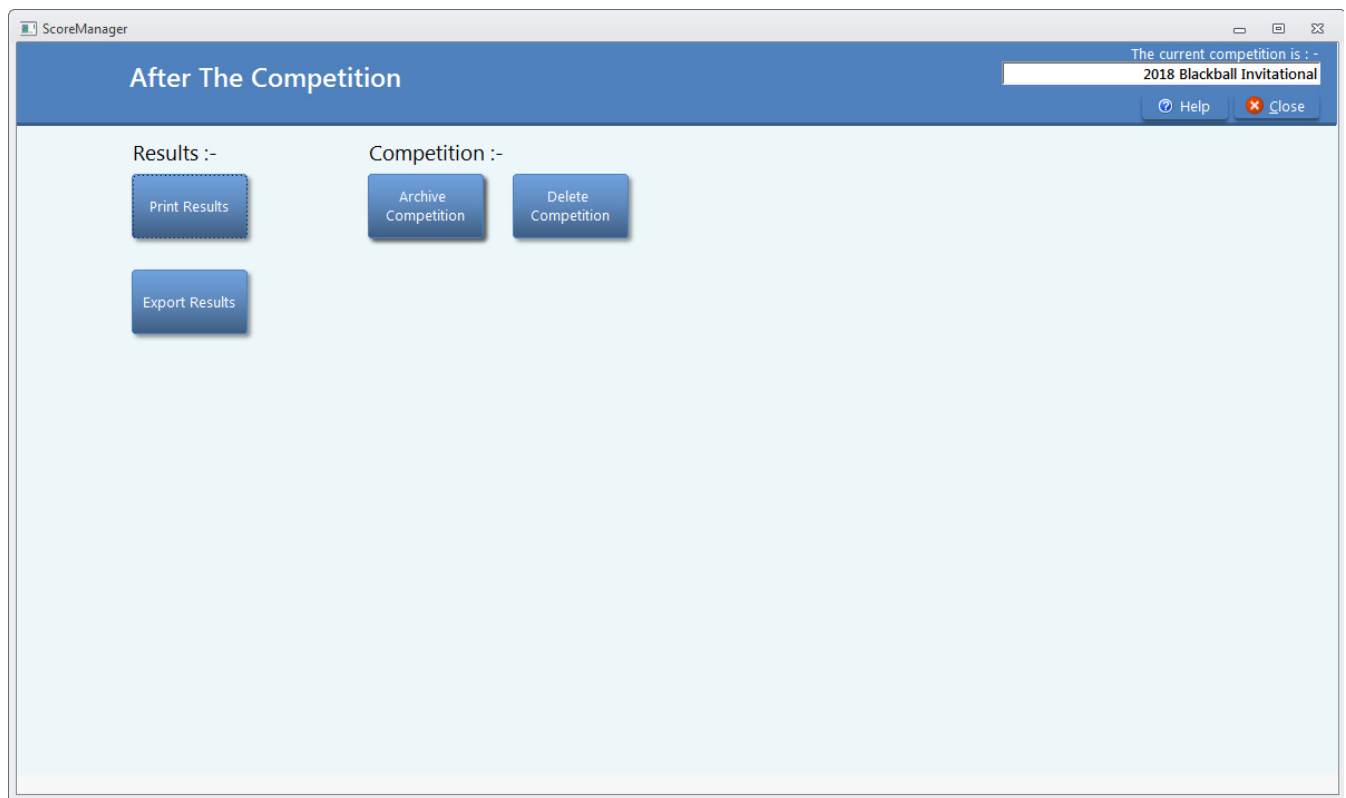 ScoreManager
After The Competition
The current competition is : -
2018 Blackball Invitational
Help
Close
Results :-
Competition :-
Print Results
Archive
Competition
Delete
Competition
Export Results